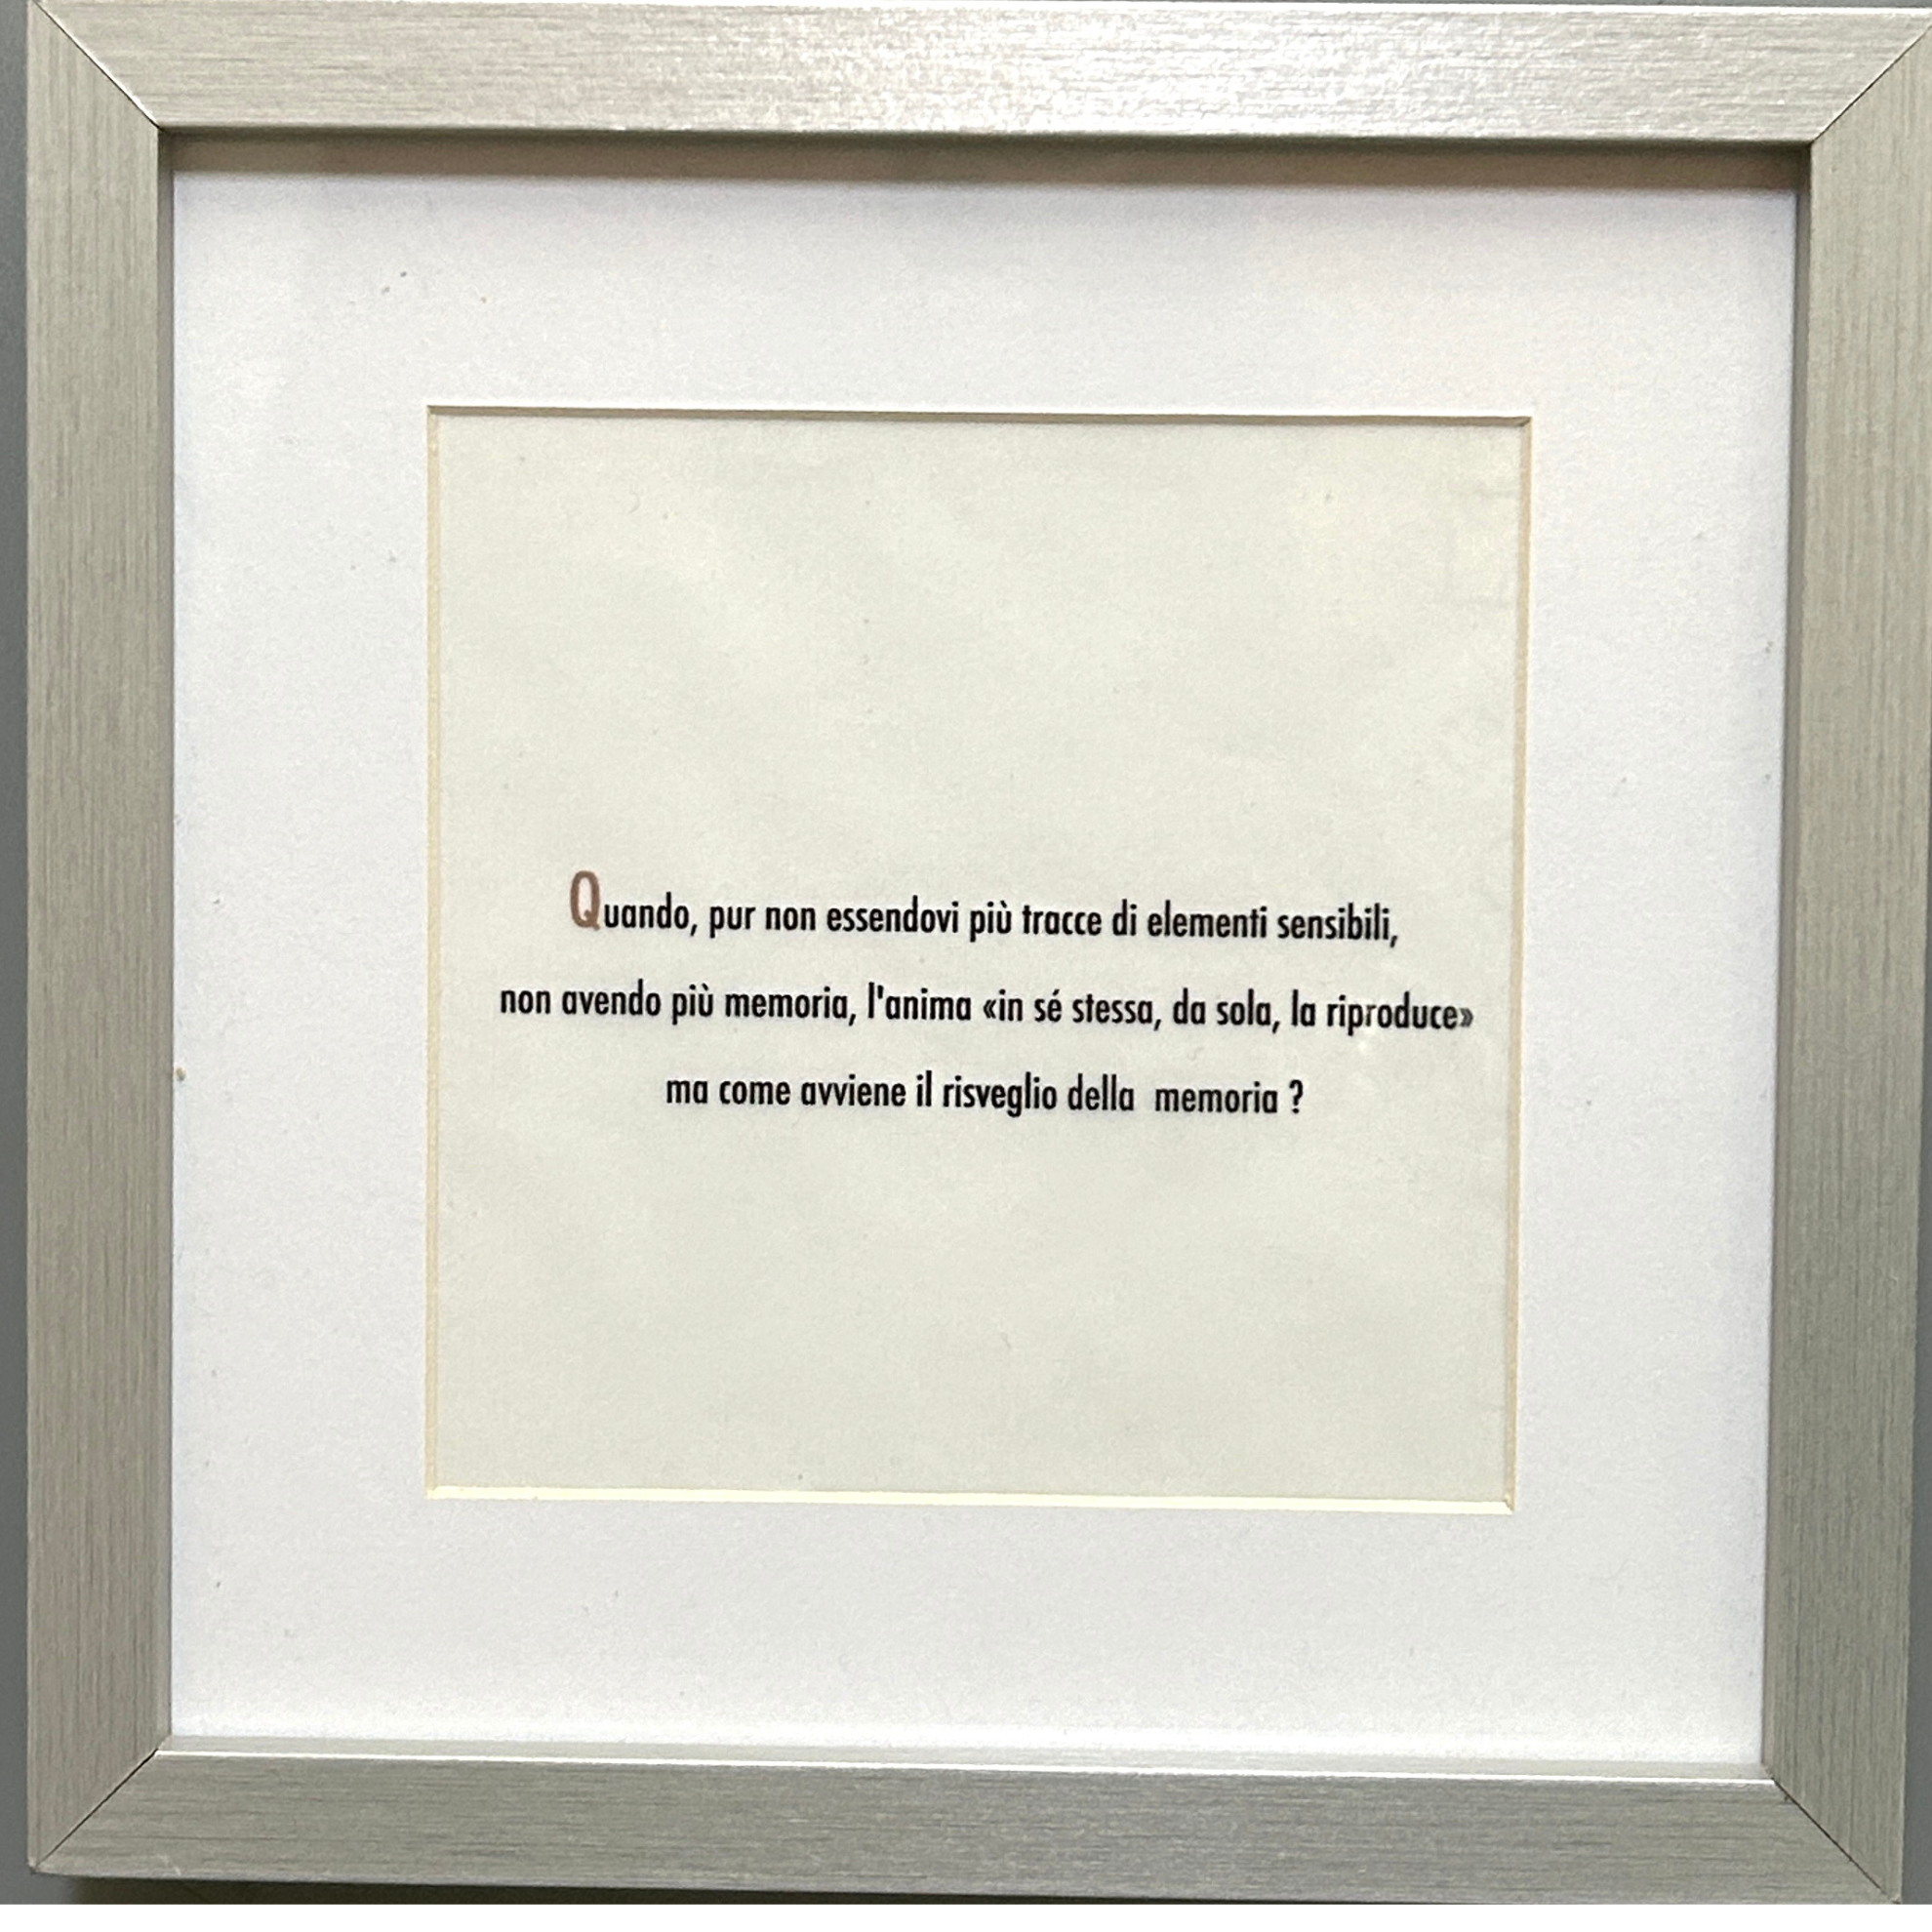 Quando, pur non essendovi più tracce di elementi sensibili,
non avendo più memoria, l'anima «in sé stessa, da sola, la riproduce»
ma come avviene il risveglio della  memoria ?